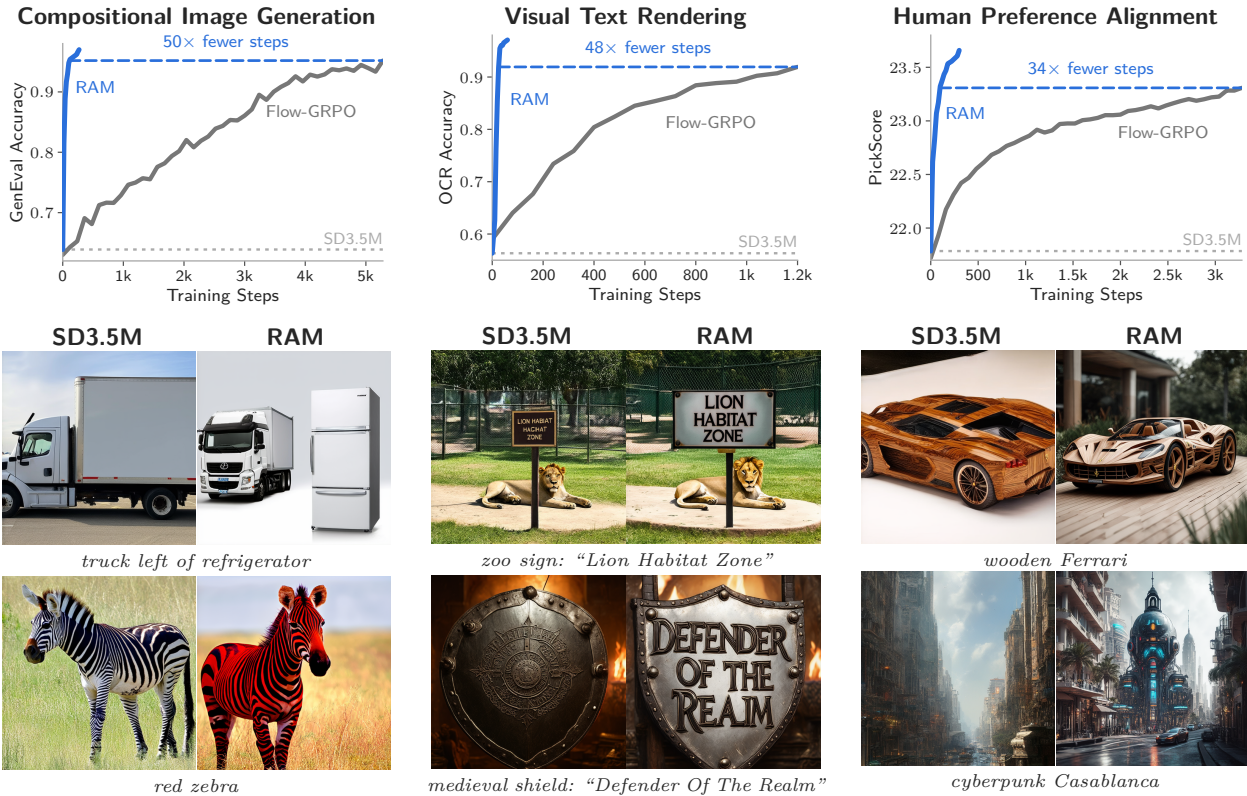 Compositional Image Generation
50× fewer steps
RAM
Flow-GRPO
SD3.5M
GenEval Accuracy
0.9
0.8
0.7
0
1k
2k
3k
4k
5k
Training Steps
Visual Text Rendering
48× fewer steps
RAM
Flow-GRPO
SD3.5M
OCR Accuracy
0.9
0.8
0.7
0.6
0
200
400
600
800
1k
1.2k
Training Steps
Human Preference Alignment
34× fewer steps
RAM
Flow-GRPO
SD3.5M
PickScore
23.5
23.0
22.5
22.0
0
500
1k
1.5k
2k
2.5k
3k
Training Steps
SD3.5M
RAM
truck left of refrigerator
red zebra
SD3.5M
RAM
LION HABIAT
HAGIHAT
ZONE
LION
HABITAT
ZONE
zoo sign: “Lion Habitat Zone”
DEFENDER
OF THE
REALM
medieval shield: “Defender Of The Realm”
SD3.5M
RAM
wooden Ferrari
cyberpunk Casablanca